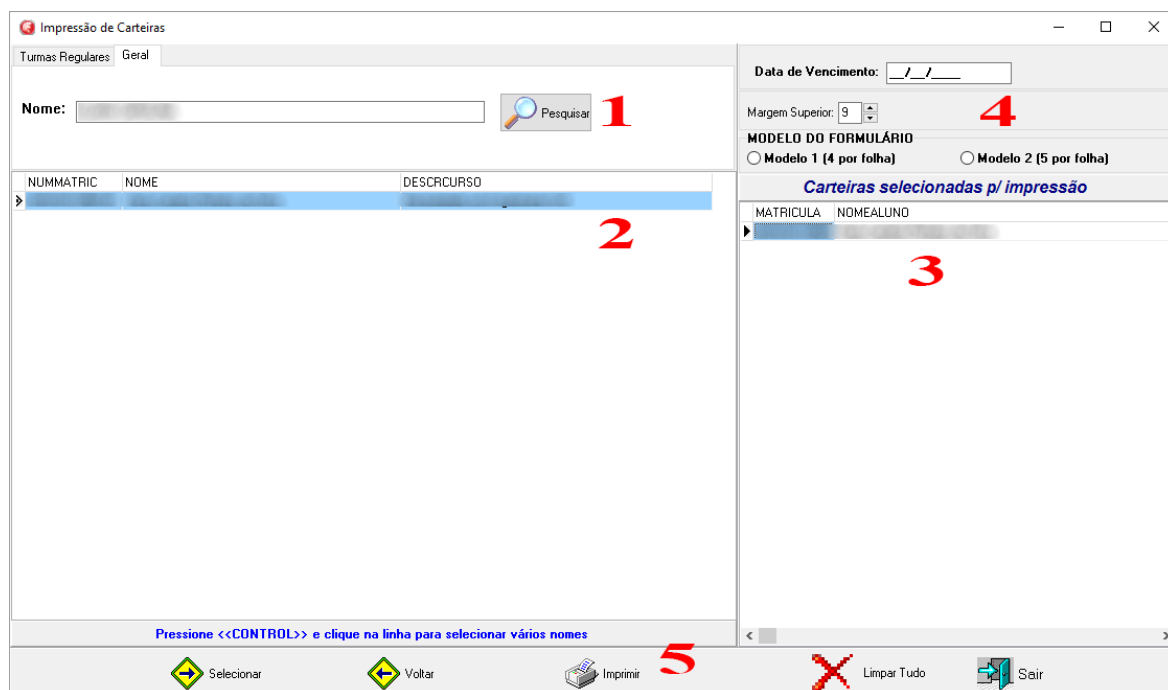 Impressão de Carteiras
Turmas Regulares Geral
Nome: Pesquisar 1
NUMMATRIC NOME DESCRCURSO
2
Pressione <<CONTROL>> e clique na linha para selecionar vários nomes
Data de Vencimento: __/__/____
Margem Superior: 9 4
MODELO DO FORMULÁRIO
Modelo 1 (4 por folha) Modelo 2 (5 por folha)
Carteiras selecionadas p/ impressão
MATRICULA NOMEALUNO
3
Selecionar Voltar Imprimir 5 Limpar Tudo Sair